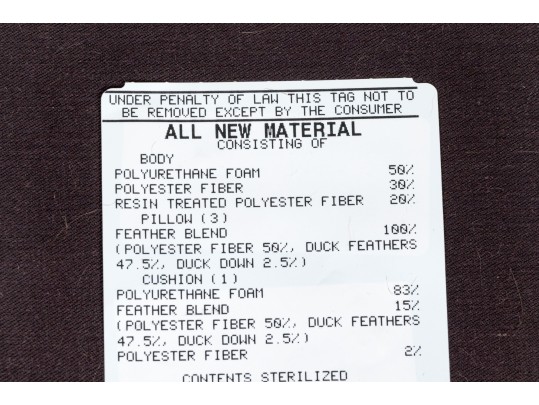 UNDER PENALTY OF LAW THIS TAG NOT TO
BE REMOVED EXCEPT BY THE CONSUMER
ALL NEW MATERIAL
CONSISTING OF
BODY
POLYURETHANE FOAM 50%
POLYESTER FIBER 30%
RESIN TREATED POLYESTER FIBER 20%
PILLOW (3)
FEATHER BLEND 100%
(POLYESTER FIBER 50%, DUCK FEATHERS
47.5%, DUCK DOWN 2.5%)
CUSHION (1)
POLYURETHANE FOAM 83%
FEATHER BLEND 15%
(POLYESTER FIBER 50%, DUCK FEATHERS
47.5%, DUCK DOWN 2.5%)
POLYESTER FIBER 2%
CONTENTS STERILIZED